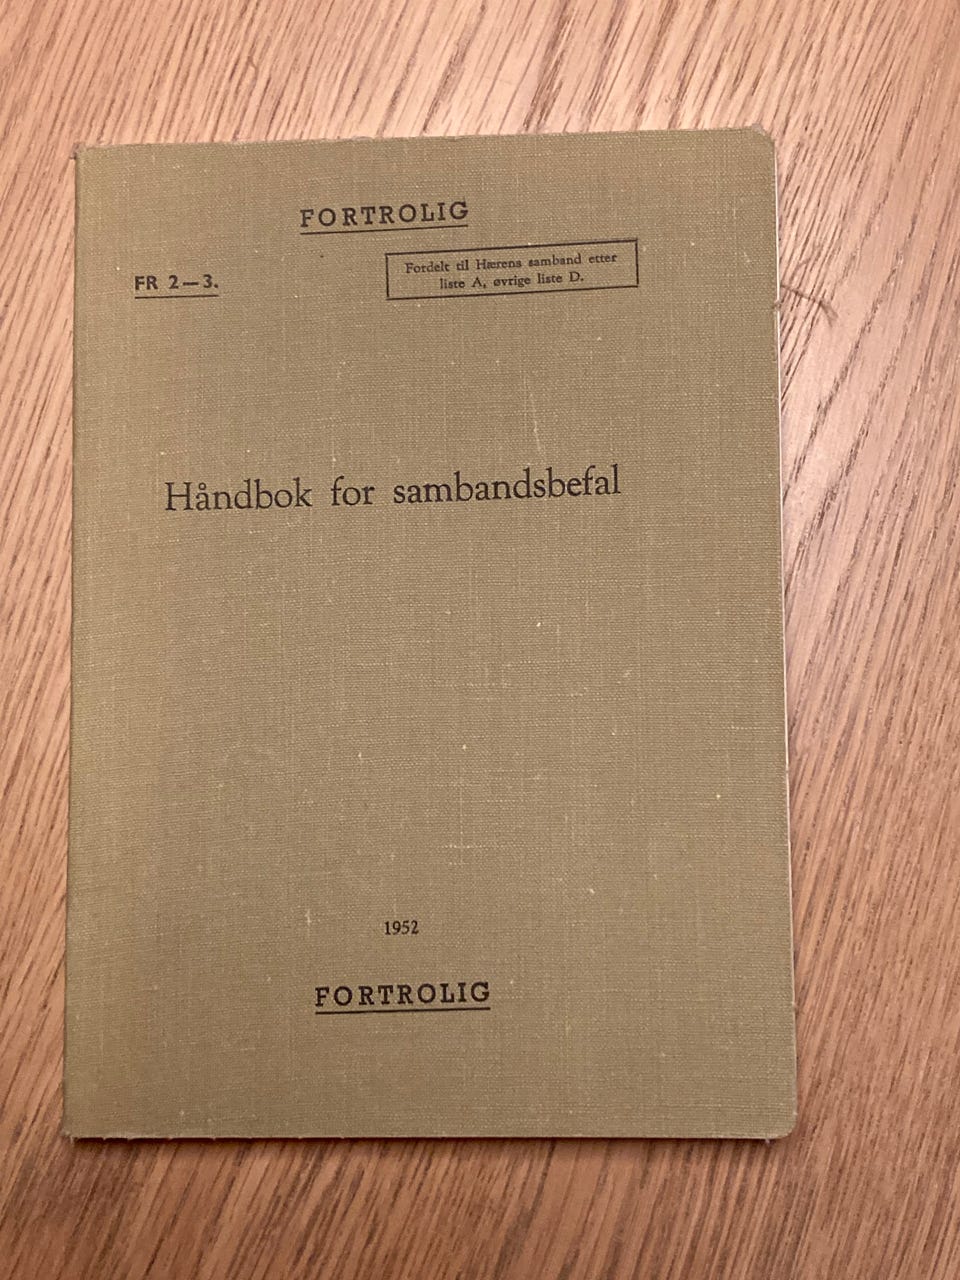 FORTROLIG
FR 2—3.
Fordelt til Hærens samband etter
liste A, øvrige liste D.
Håndbok for sambandsbefal
1952
FORTROLIG